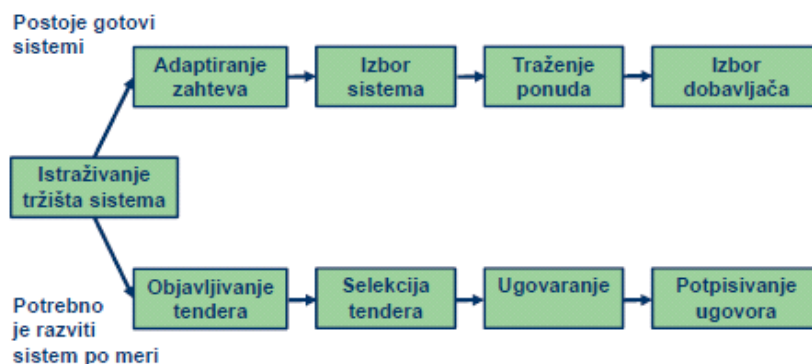 Postoje gotovi
sistemi
Adaptiranje
zahteva
Izbor
sistema
Traženje
ponuda
Izbor
dobavljača
Istraživanje
tržišta sistema
Objavljivanje
tendera
Selekcija
tendera
Ugovaranje
Potpisivanje
ugovora
Potrebno
je razviti
sistem po meri